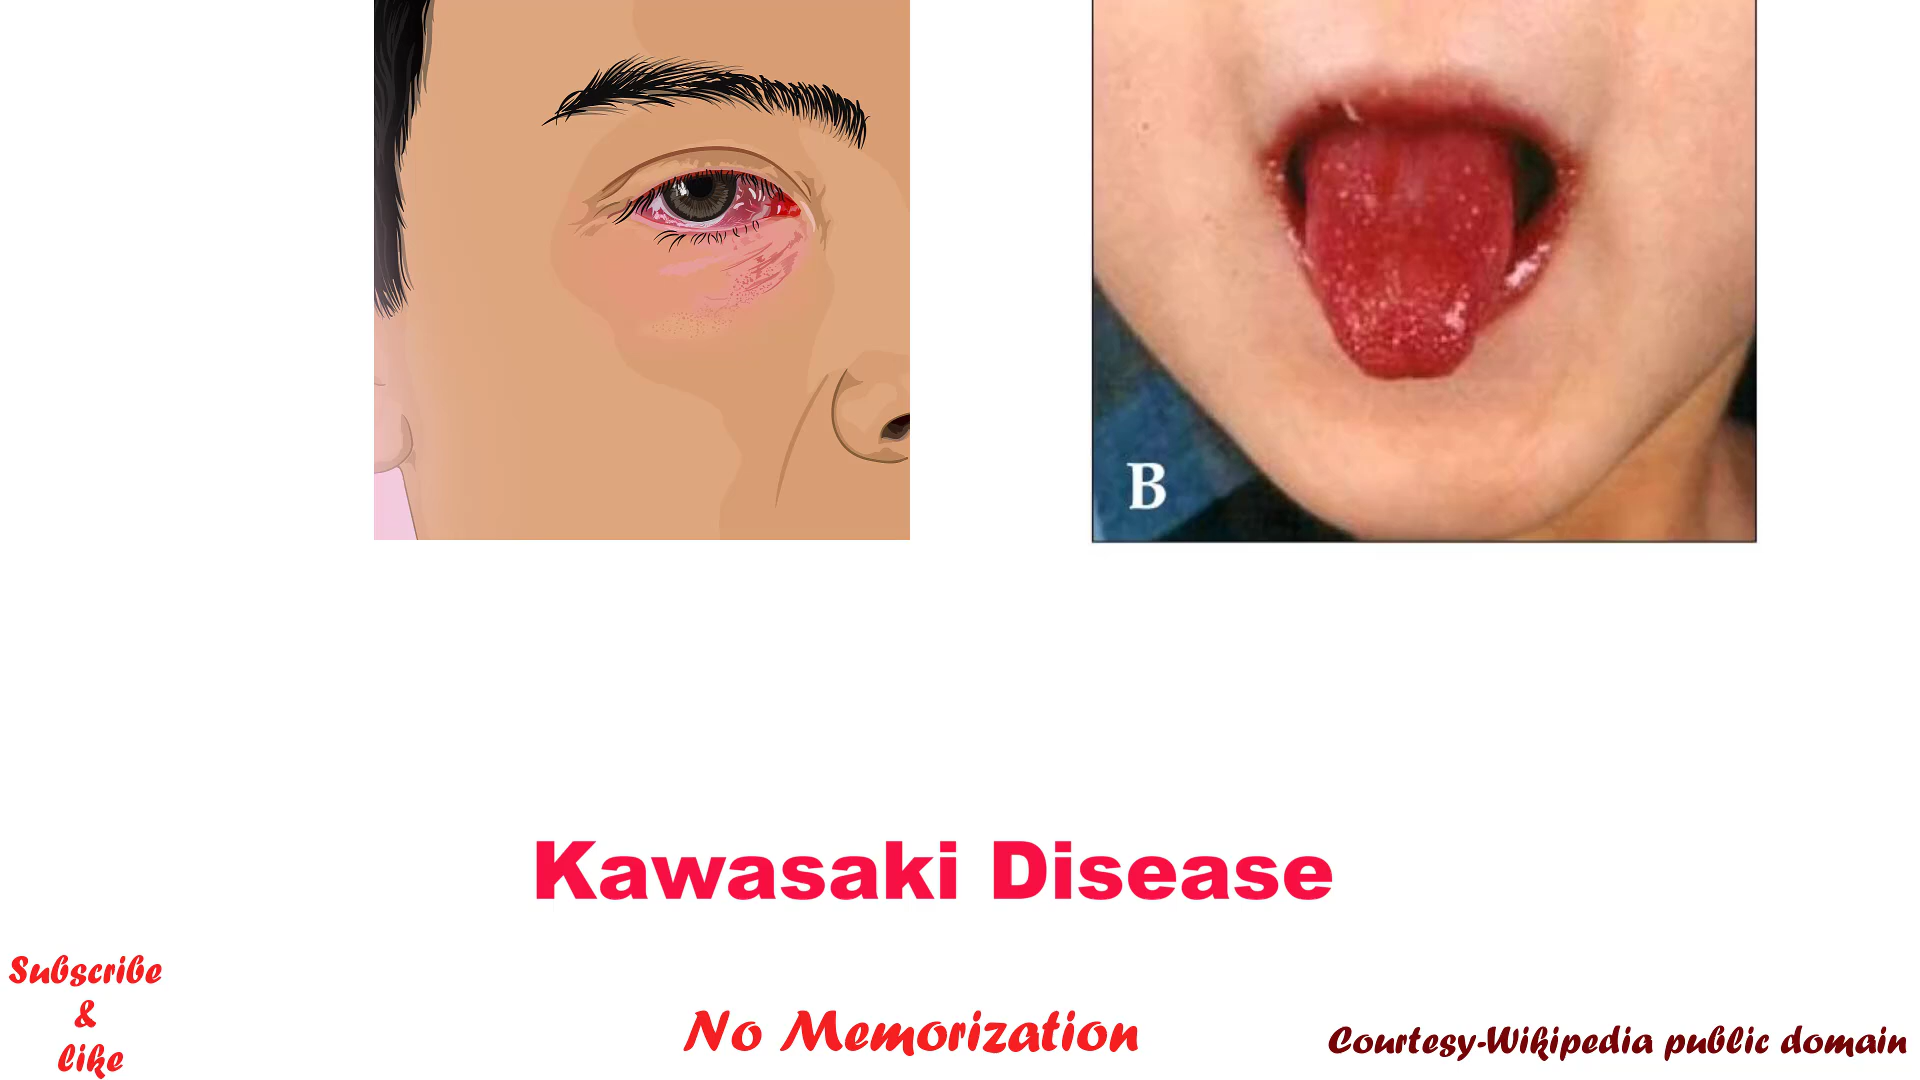 B
Kawasaki Disease
Subscribe
&
like
No Memorization
Courtesy-Wikipedia public domain